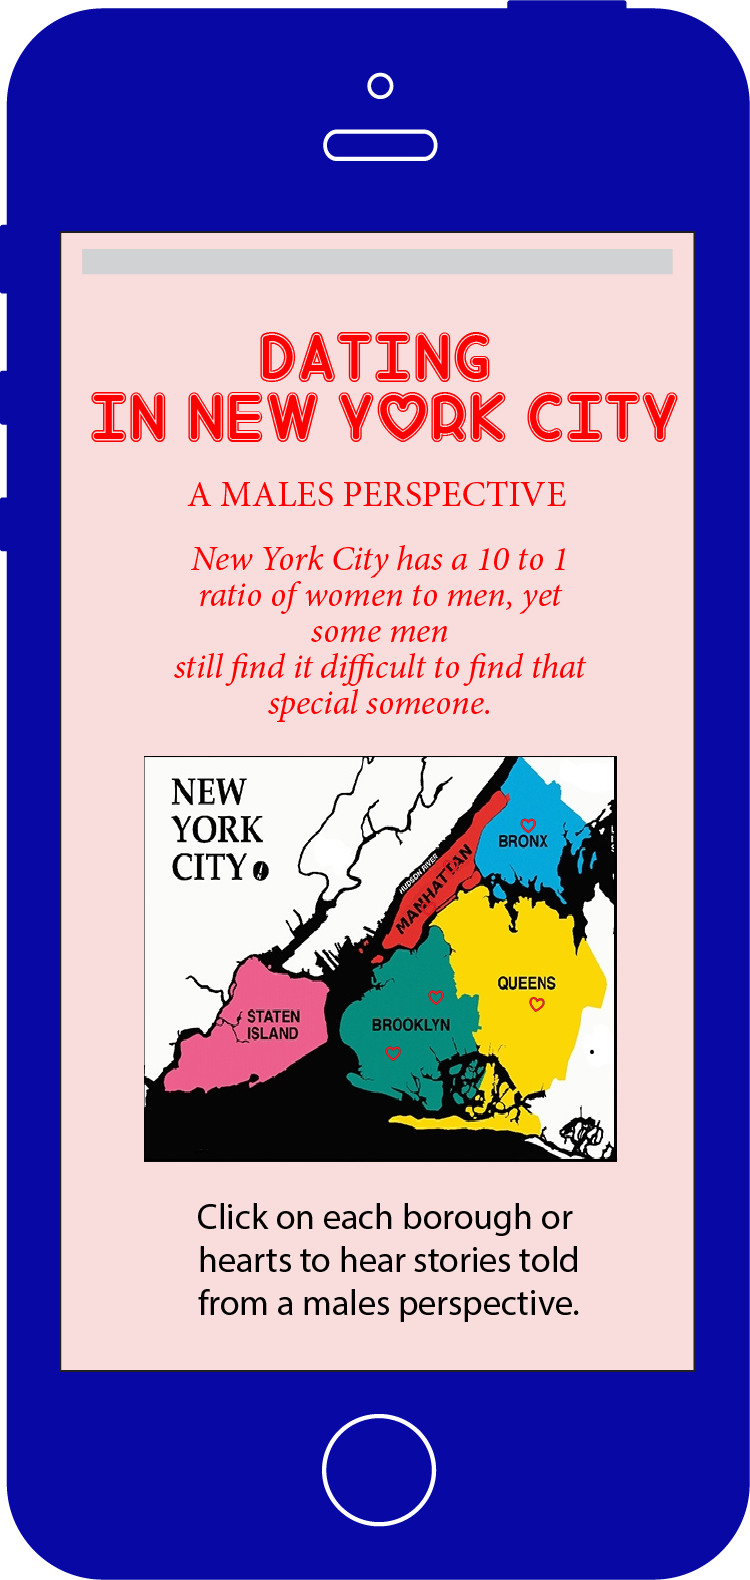 DATING
IN NEW YORK CITY
A MALES PERSPECTIVE
New York City has a 10 to 1
ratio of women to men, yet
some men
still find it difficult to find that
special someone.
NEW
YORK
CITY
HUDSON RIVER
MANHATTAN
BRONX
QUEENS
STATEN
ISLAND
BROOKLYN
Click on each borough or
hearts to hear stories told
from a males perspective.